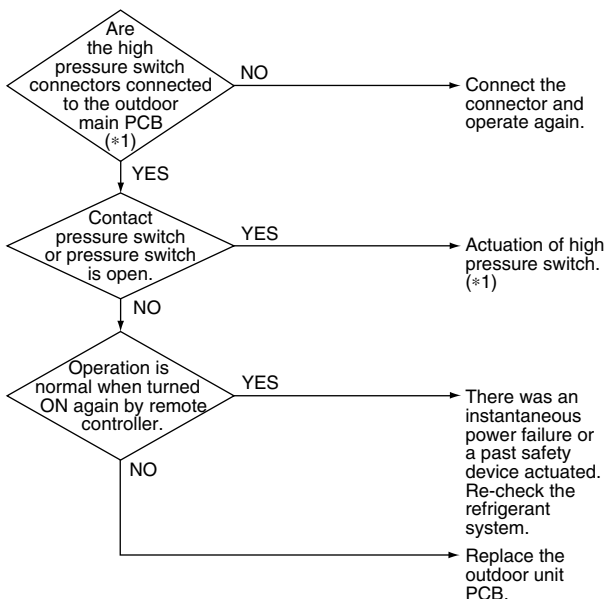 Are
the high
pressure switch
connectors connected
to the outdoor
main PCB
(∗1)
NO
Connect the
connector and
operate again.
YES
Contact
pressure switch
or pressure switch
is open.
YES
Actuation of high
pressure switch.
(∗1)
NO
Operation is
normal when turned
ON again by remote
controller.
YES
There was an
instantaneous
power failure or
a past safety
device actuated.
Re-check the
refrigerant
system.
NO
Replace the
outdoor unit
PCB.